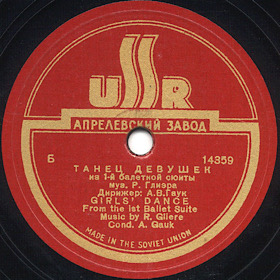 USSR
АПРЕЛЕВСКИЙ ЗАВОД
Б 14359
ТАНЕЦ ДЕВУШЕК
из 1-й балетной сюиты
муз. Р. Глиэра
Дирижер: А.В.Гаук
GIRLS' DANCE
From the 1st Ballet Suite
Music by R. Gliere
Cond. A. Gauk
MADE IN THE SOVIET UNION